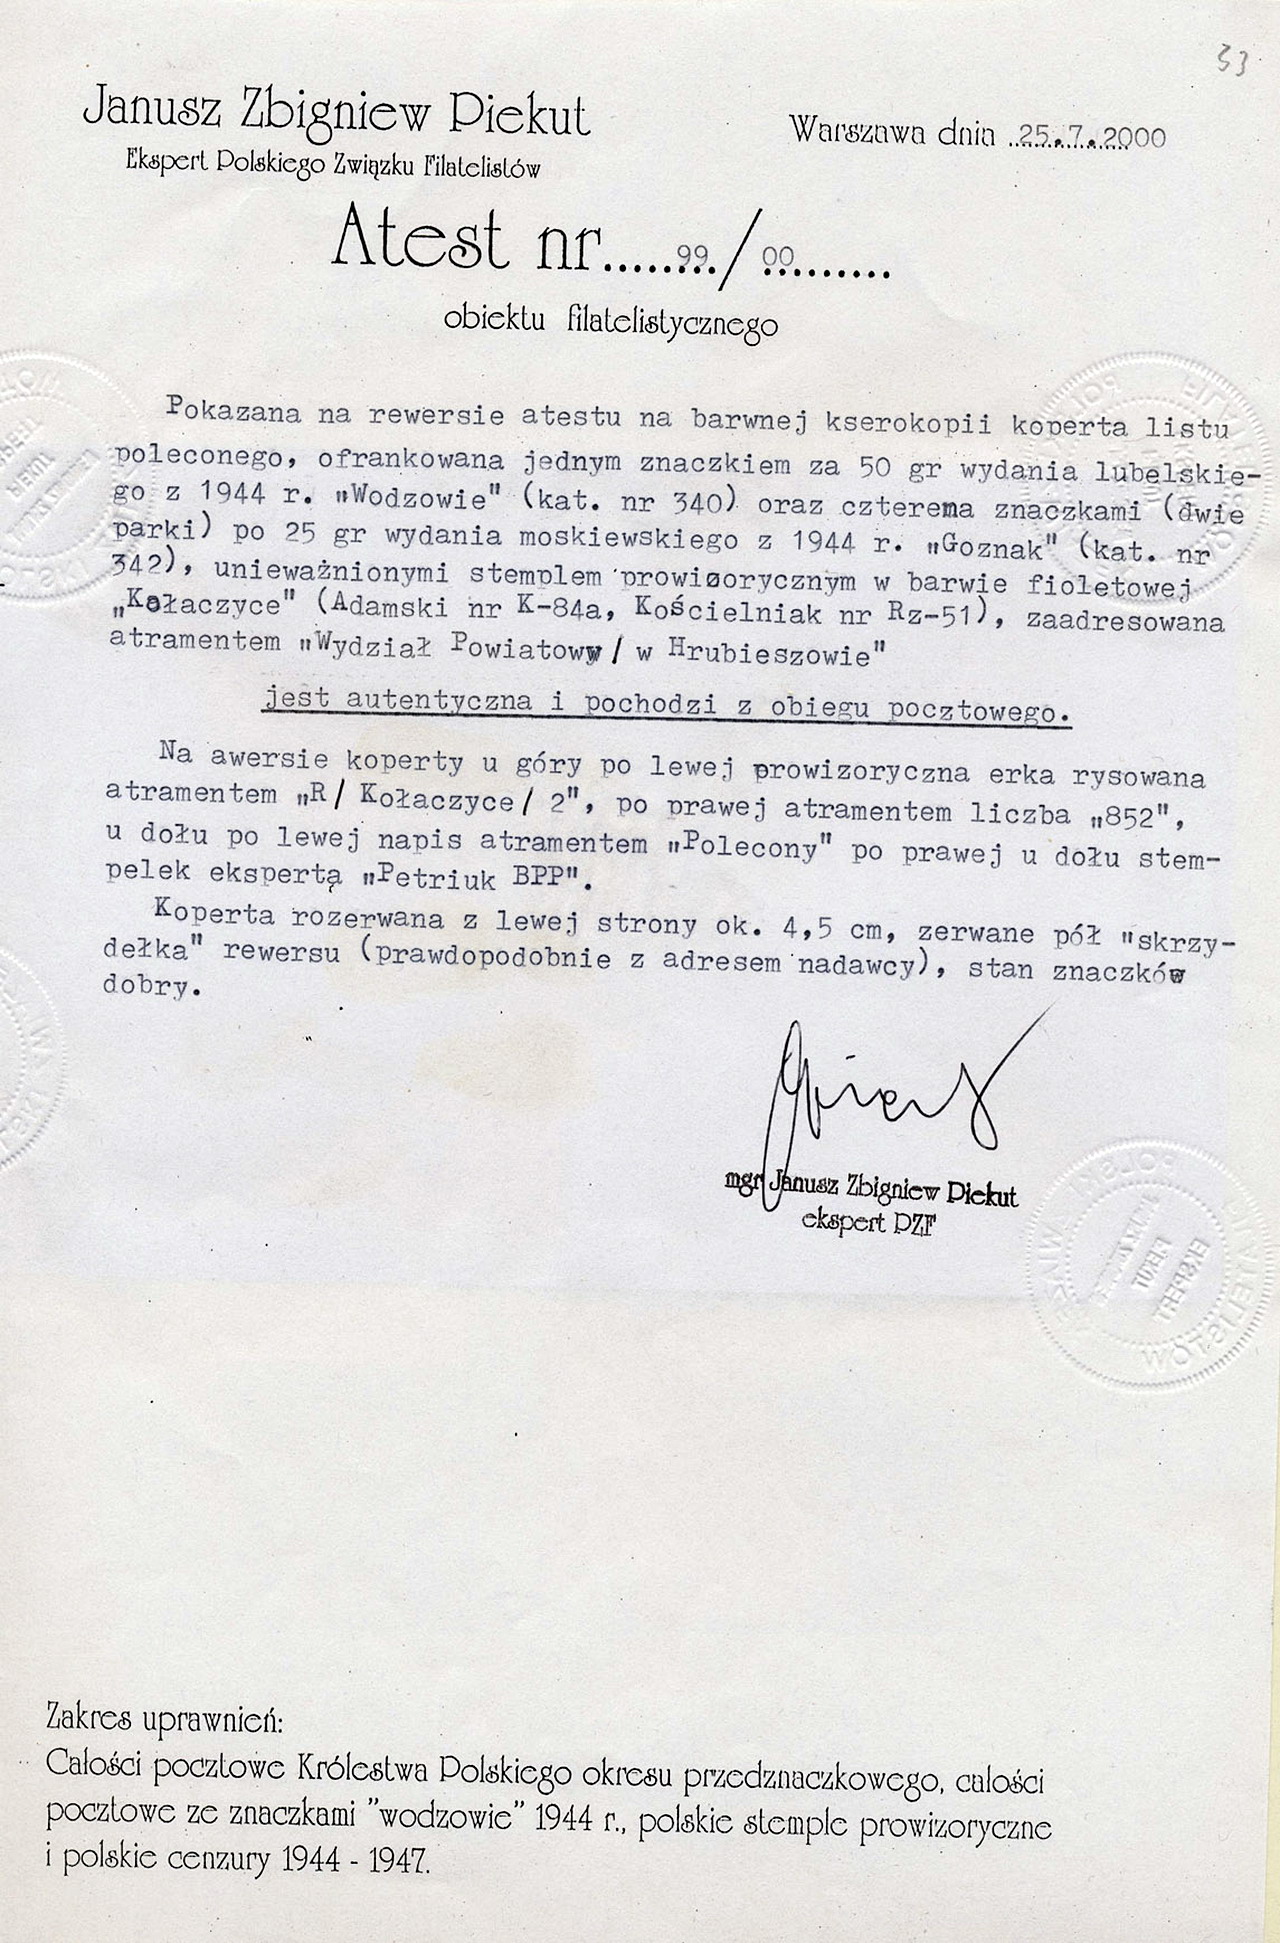 33
Janusz Zbigniew Piekut
Ekspert Polskiego Związku Filatelistów
Warszawa dnia 25.7.2000
Atest nr......99./00.........
obiektu filatelistycznego
Pokazana na rewersie atestu na barwnej kserokopii koperta listu
poleconego, ofrankowana jednym znaczkiem za 50 gr wydania lubelskie-
go z 1944 r. „Wodzowie" (kat. nr 340) oraz czterema znaczkami (dwie
parki) po 25 gr wydania moskiewskiego z 1944 r. „Goznak" (kat. nr
342), unieważnionymi stemplem prowizorycznym w barwie fioletowej
„Kołaczyce" (Adamski nr K-84a, Kościelniak nr Rz-51), zaadresowana
atramentem „Wydział Powiatowy / w Hrubieszowie"
jest autentyczna i pochodzi z obiegu pocztowego.
Na awersie koperty u góry po lewej prowizoryczna erka rysowana
atramentem „R/ Kołaczyce/ 2", po prawej atramentem liczba „852",
u dołu po lewej napis atramentem „Polecony" po prawej u dołu stem-
pelek ekspertą „Petriuk BPP".
Koperta rozerwana z lewej strony ok. 4,5 cm, zerwane pół "skrzy-
dełka" rewersu (prawdopodobnie z adresem nadawcy), stan znaczków
dobry.
mgr Janusz Zbigniew Piekut
ekspert PZF
EKSPERT
PIEKUT
Zakres uprawnień:
Całości pocztowe Królestwa Polskiego okresu przedznaczkowego, całości
pocztowe ze znaczkami "wodzowie" 1944 r., polskie stemple prowizoryczne
i polskie cenzury 1944 - 1947.